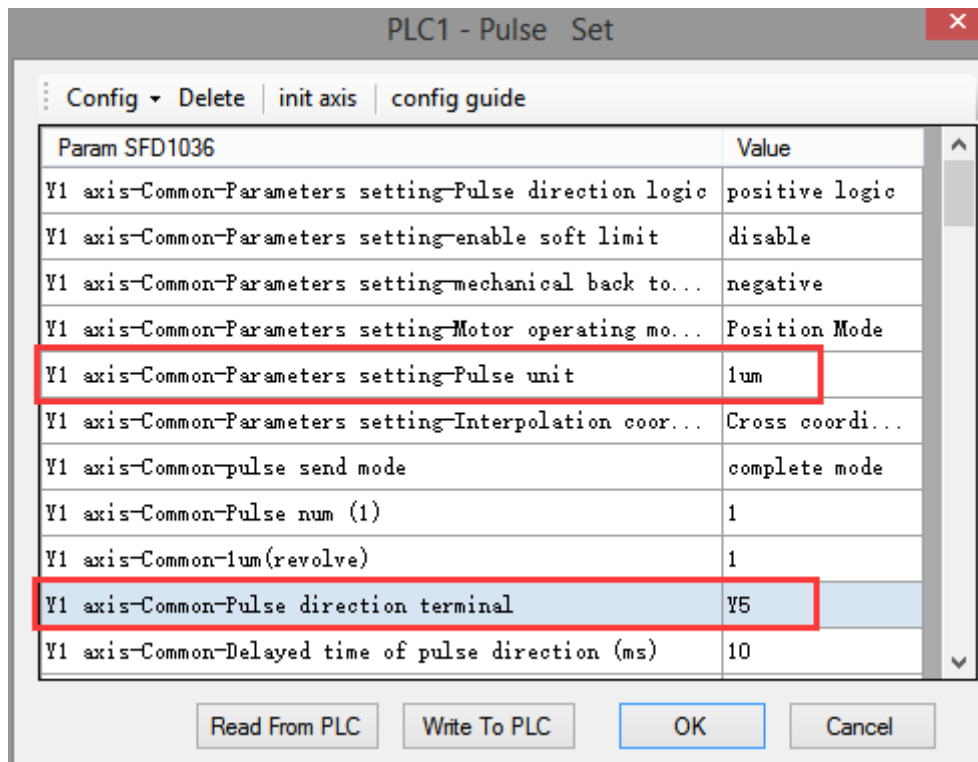 PLC1 - Pulse Set
Config Delete init axis config guide
Param SFD1036 Value
Y1 axis-Common-Parameters setting-Pulse direction logic positive logic
Y1 axis-Common-Parameters setting-enable soft limit disable
Y1 axis-Common-Parameters setting-mechanical back to... negative
Y1 axis-Common-Parameters setting-Motor operating mo... Position Mode
Y1 axis-Common-Parameters setting-Pulse unit 1um
Y1 axis-Common-Parameters setting-Interpolation coor... Cross coordi...
Y1 axis-Common-pulse send mode complete mode
Y1 axis-Common-Pulse num (1) 1
Y1 axis-Common-1um(revolve) 1
Y1 axis-Common-Pulse direction terminal Y5
Y1 axis-Common-Delayed time of pulse direction (ms) 10
Read From PLC Write To PLC OK Cancel